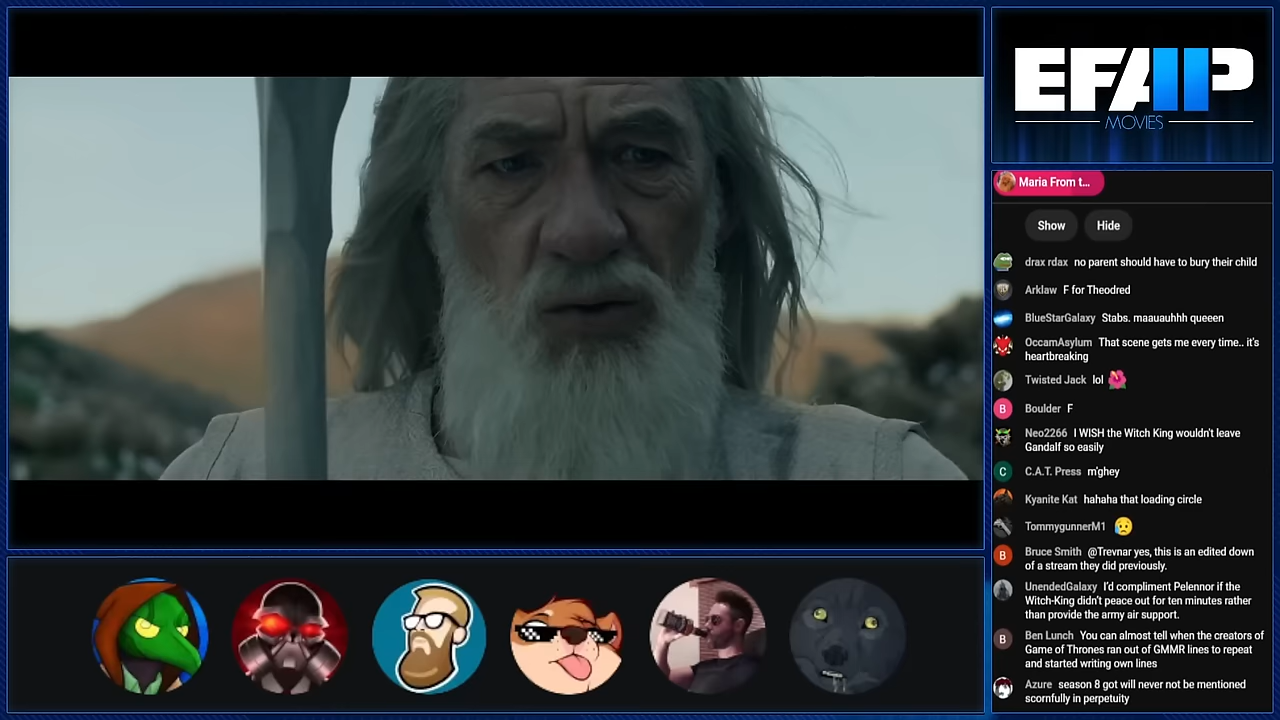 EFAP
MOVIES
Maria From t...
Show
Hide
drax rdax no parent should have to bury their child
Arklaw F for Theodred
BlueStarGalaxy Stabs. maauauhhh queeen
OccamAsylum That scene gets me every time.. it's
heartbreaking
Twisted Jack lol
B
Boulder F
Neo2266 I WISH the Witch King wouldn't leave
Gandalf so easily
C
C.A.T. Press m'ghey
Kyanite Kat hahaha that loading circle
TommygunnerM1
B
Bruce Smith @Trevnar yes, this is an edited down
of a stream they did previously.
UnendedGalaxy I'd compliment Pelennor if the
Witch-King didn't peace out for ten minutes rather
than provide the army air support.
B
Ben Lunch You can almost tell when the creators of
Game of Thrones ran out of GMMR lines to repeat
and started writing own lines
Azure season 8 got will never not be mentioned
scornfully in perpetuity